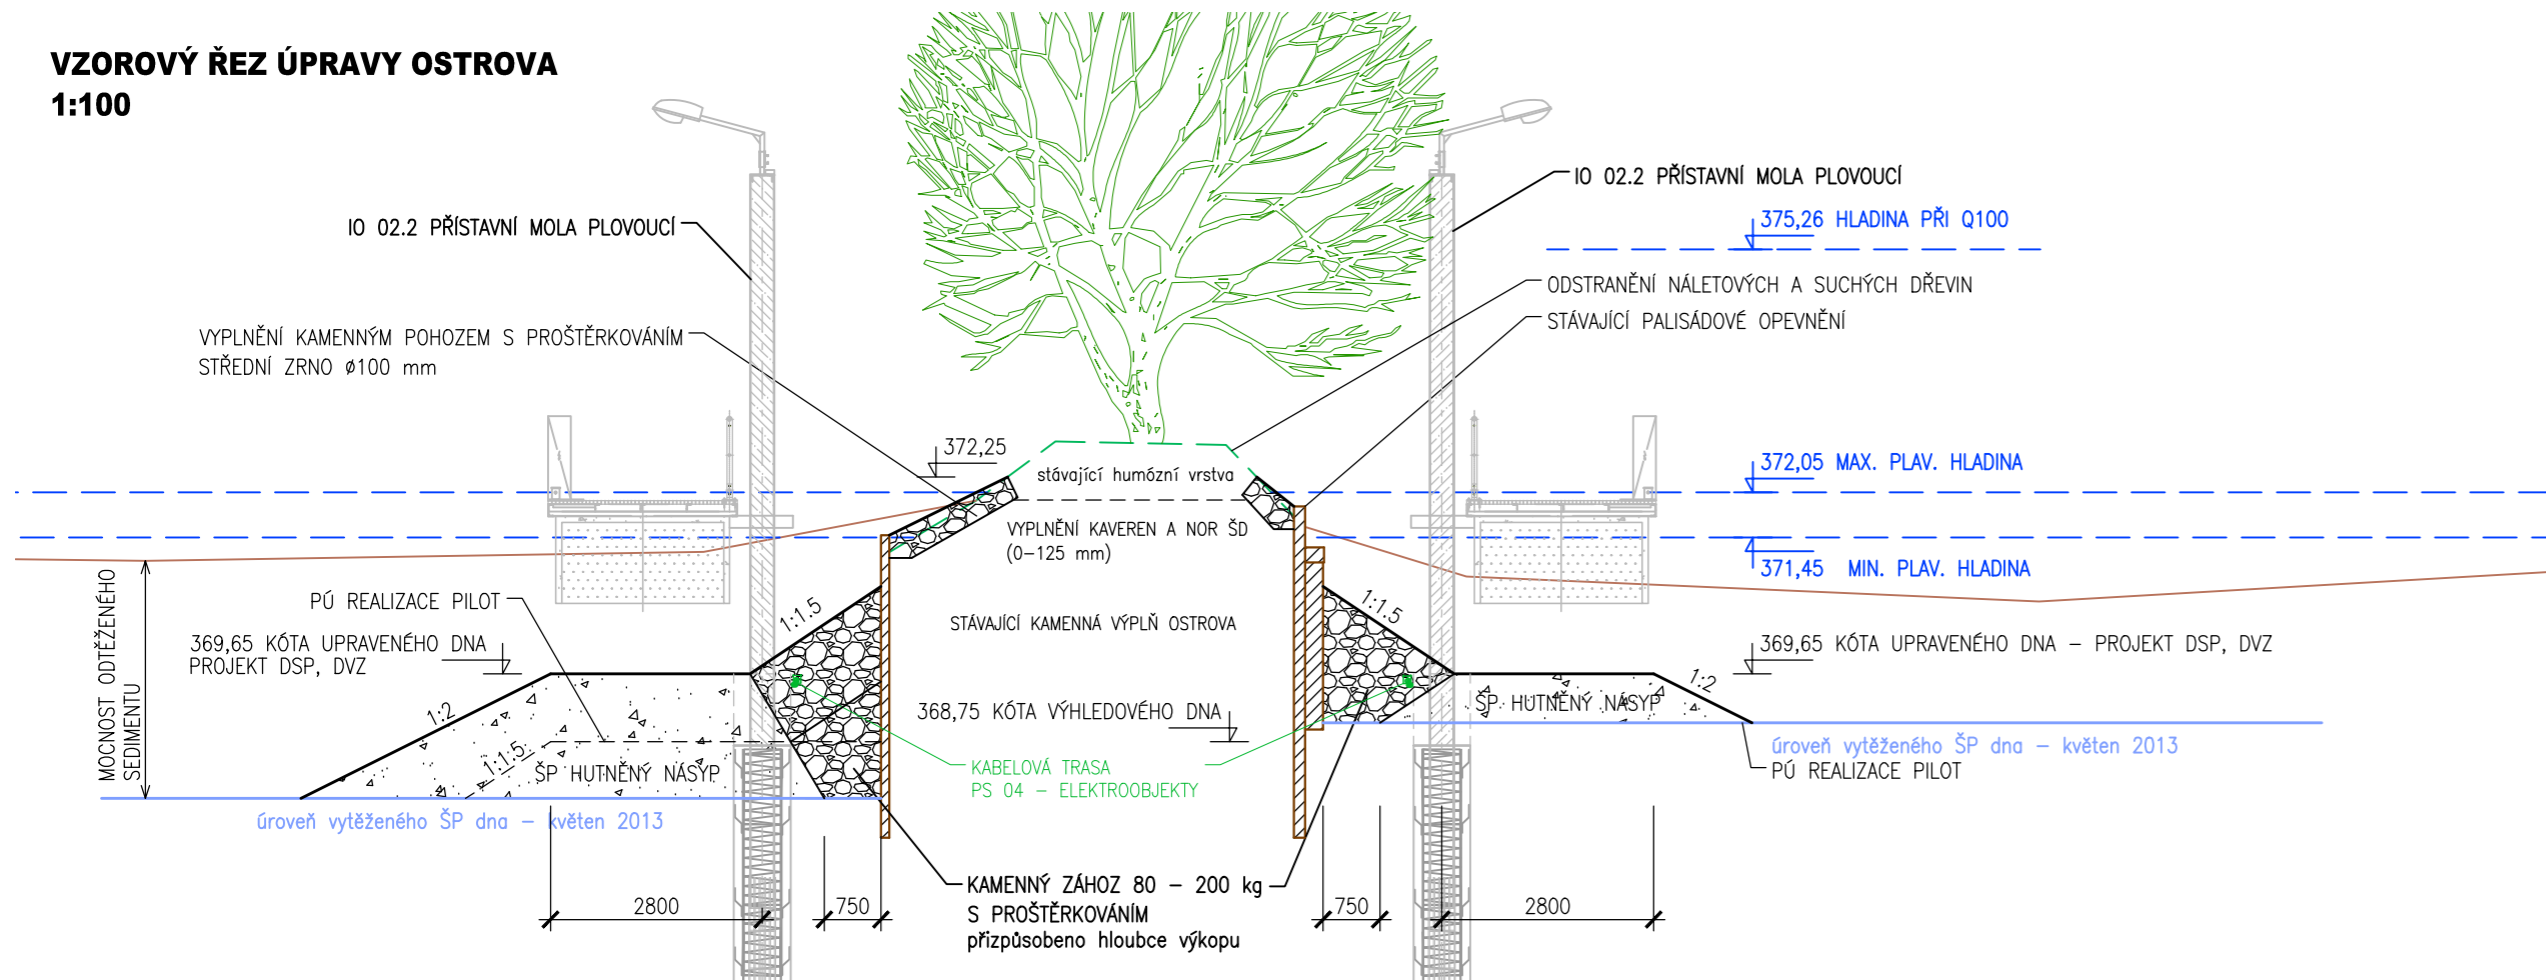 VZOROVÝ ŘEZ ÚPRAVY OSTROVA
1:100
IO 02.2 PŘÍSTAVNÍ MOLA PLOVOUCÍ
IO 02.2 PŘÍSTAVNÍ MOLA PLOVOUCÍ
375,26 HLADINA PŘI Q100
ODSTRANĚNÍ NÁLETOVÝCH A SUCHÝCH DŘEVIN
STÁVAJÍCÍ PALISÁDOVÉ OPEVNĚNÍ
VYPLNĚNÍ KAMENNÝM POHOZEM S PROŠTĚRKOVÁNÍM
STŘEDNÍ ZRNO ø100 mm
372,25
stávající humózní vrstva
372,05 MAX. PLAV. HLADINA
VYPLNĚNÍ KAVEREN A NOR ŠD
(0–125 mm)
371,45 MIN. PLAV. HLADINA
MOCNOST ODTĚŽENÉHO
SEDIMENTU
PÚ REALIZACE PILOT
1:1.5
STÁVAJÍCÍ KAMENNÁ VÝPLŇ OSTROVA
1:1.5
369,65 KÓTA UPRAVENÉHO DNA
PROJEKT DSP, DVZ
369,65 KÓTA UPRAVENÉHO DNA – PROJEKT DSP, DVZ
1:2
1:2
368,75 KÓTA VÝHLEDOVÉHO DNA
ŠP HUTNĚNÝ NÁSYP
1:1.5
ŠP HUTNĚNÝ NÁSYP
KABELOVÁ TRASA
PS 04 – ELEKTROOBJEKTY
úroveň vytěženého ŠP dna – květen 2013
PÚ REALIZACE PILOT
úroveň vytěženého ŠP dna – květen 2013
KAMENNÝ ZÁHOZ 80 – 200 kg
S PROŠTĚRKOVÁNÍM
přizpůsobeno hloubce výkopu
2800
750
750
2800